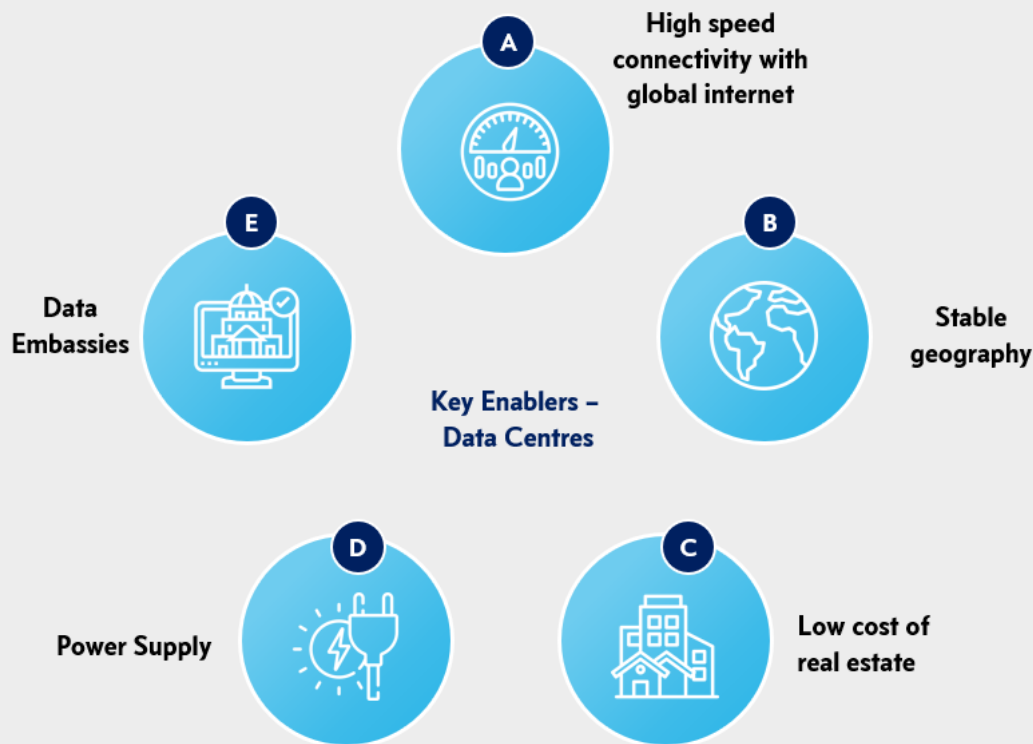 A
High speed
connectivity with
global internet
B
Stable
geography
C
Low cost of
real estate
D
Power Supply
E
Data
Embassies
Key Enablers –
Data Centres